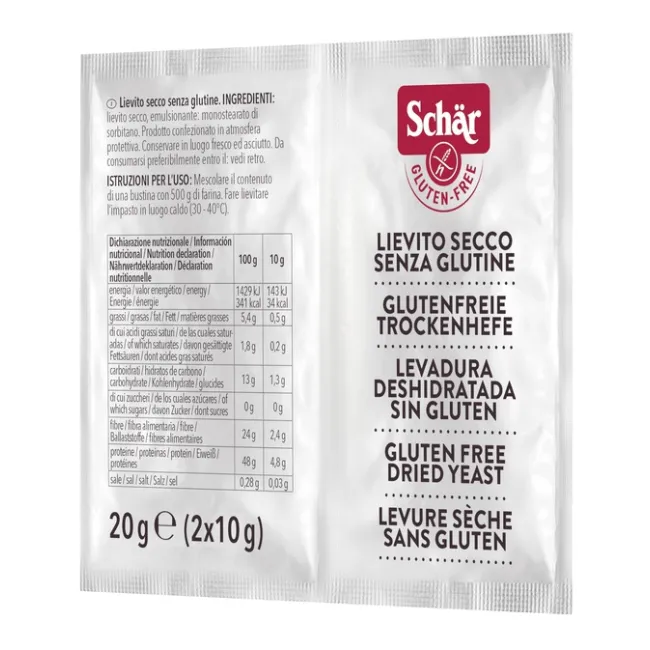 Lievito secco senza glutine. INGREDIENTI:
lievito secco, emulsionante: monostearato di
sorbitano. Prodotto confezionato in atmosfera
protettiva. Conservare in luogo fresco ed asciutto. Da
consumarsi preferibilmente entro il: vedi retro.
ISTRUZIONI PER L'USO: Mescolare il contenuto
di una bustina con 500 g di farina. Fare lievitare
l'impasto in luogo caldo (30 - 40°C).
Dichiarazione nutrizionale / Información
nutricional / Nutrition declaration /
Nährwertdeklaration / Déclaration
nutritionnelle
100 g 10 g
energia / valor energético / energy /
Energie / énergie
1429 kJ 143 kJ
341 kcal 34 kcal
grassi / grasas / fat / Fett / matières grasses 5,4 g 0,5 g
di cui acidi grassi saturi / de las cuales satur-
adas / of which saturates / davon gesättigte
Fettsäuren / dont acides gras saturés
1,8 g 0,2 g
carboidrati / hidratos de carbono /
carbohydrate / Kohlenhydrate / glucides
13 g 1,3 g
di cui zuccheri / de los cuales azúcares / of
which sugars / davon Zucker / dont sucres
0 g 0 g
fibre / fibra alimentaria / fibre /
Ballaststoffe / fibres alimentaires
24 g 2,4 g
proteine / proteínas / protein / Eiweiß /
protéines
48 g 4,8 g
sale / sal / salt / Salz / sel 0,28 g 0,03 g
20 g e (2x10 g)
Schär
GLUTEN-FREE
LIEVITO SECCO
SENZA GLUTINE
GLUTENFREIE
TROCKENHEFE
LEVADURA
DESHIDRATADA
SIN GLUTEN
GLUTEN FREE
DRIED YEAST
LEVURE SÈCHE
SANS GLUTEN